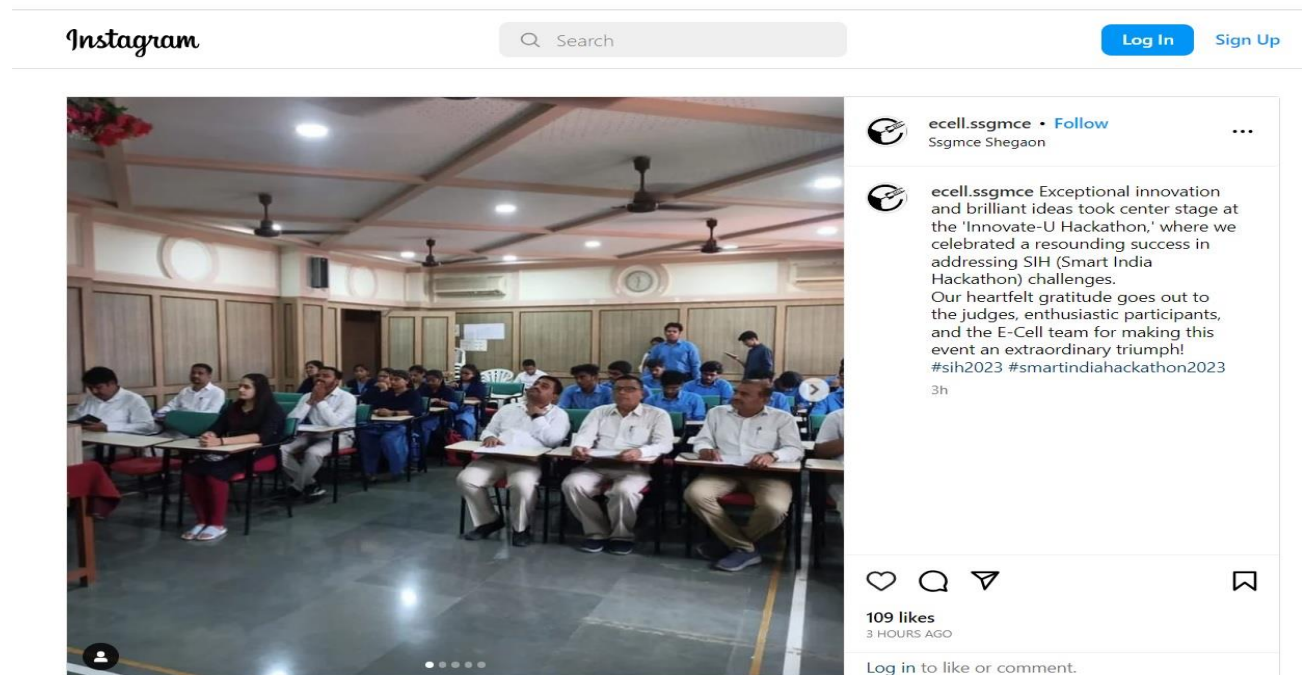 Instagram
Search
Log In
Sign Up
ecell.ssgmce • Follow
Ssgmce Shegaon
ecell.ssgmce Exceptional innovation
and brilliant ideas took center stage at
the 'Innovate-U Hackathon,' where we
celebrated a resounding success in
addressing SIH (Smart India
Hackathon) challenges.
Our heartfelt gratitude goes out to
the judges, enthusiastic participants,
and the E-Cell team for making this
event an extraordinary triumph!
#sih2023 #smartindiahackathon2023
3h
109 likes
3 HOURS AGO
Log in to like or comment.